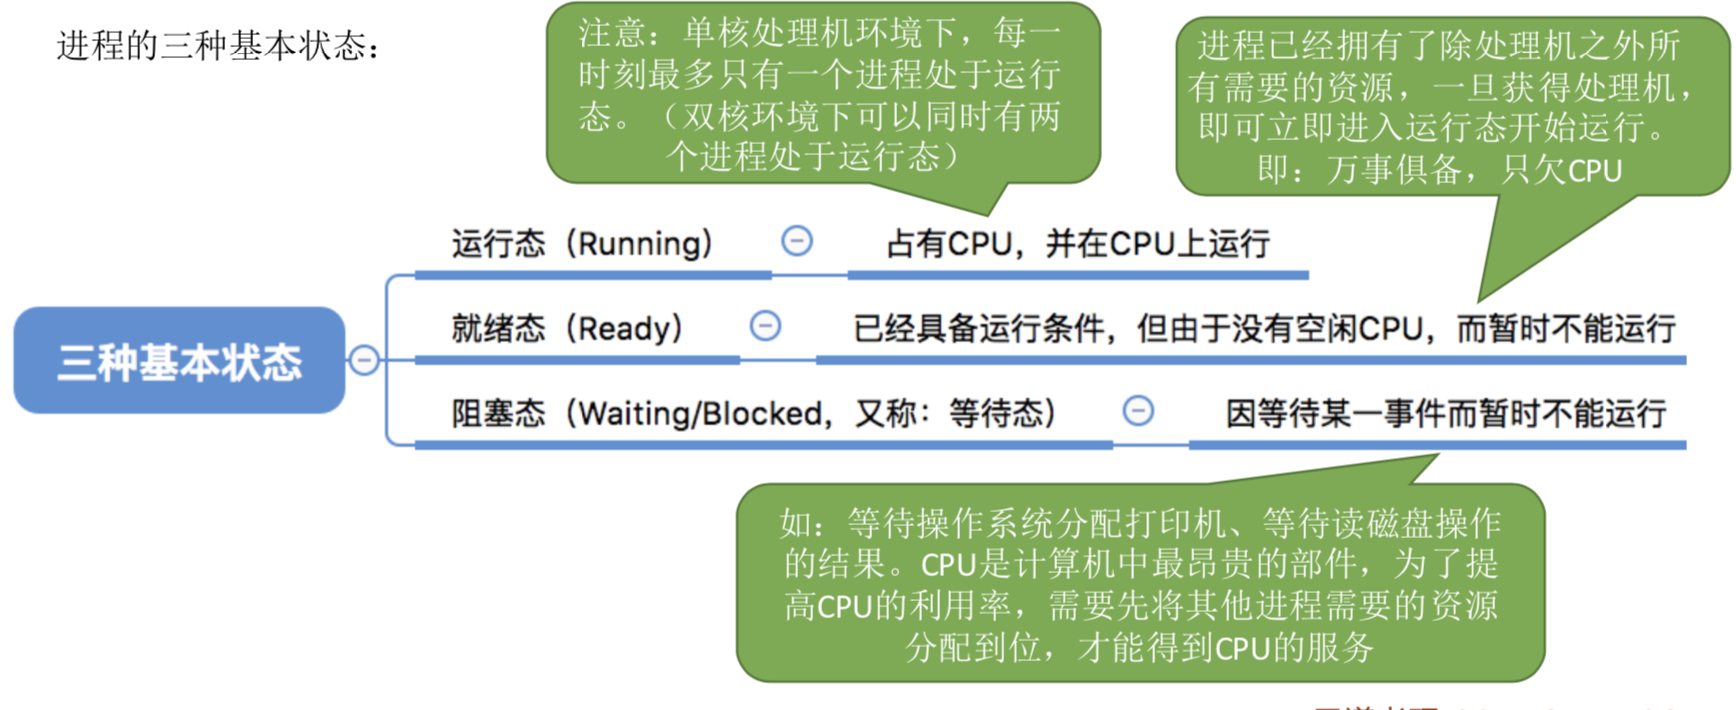 进程的三种基本状态：
注意：单核处理机环境下，每一
时刻最多只有一个进程处于运行
态。（双核环境下可以同时有两
个进程处于运行态）
进程已经拥有了除处理机之外所
有需要的资源，一旦获得处理机，
即可立即进入运行态开始运行。
即：万事俱备，只欠CPU
三种基本状态
运行态（Running） 占有CPU，并在CPU上运行
就绪态（Ready） 已经具备运行条件，但由于没有空闲CPU，而暂时不能运行
阻塞态（Waiting/Blocked，又称：等待态） 因等待某一事件而暂时不能运行
如：等待操作系统分配打印机、等待读磁盘操作
的结果。CPU是计算机中最昂贵的部件，为了提
高CPU的利用率，需要先将其他进程需要的资源
分配到位，才能得到CPU的服务